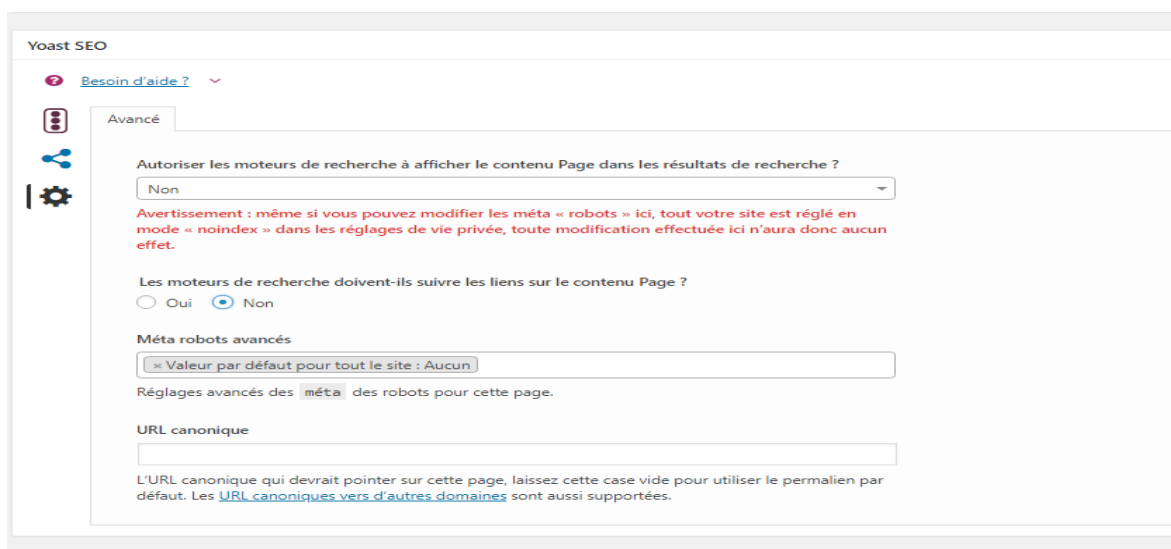 Yoast SEO
Besoin d'aide ?
Avancé
Autoriser les moteurs de recherche à afficher le contenu Page dans les résultats de recherche ?
Non
Avertissement : même si vous pouvez modifier les méta « robots » ici, tout votre site est réglé en
mode « noindex » dans les réglages de vie privée, toute modification effectuée ici n'aura donc aucun
effet.
Les moteurs de recherche doivent-ils suivre les liens sur le contenu Page ?
Oui Non
Méta robots avancés
× Valeur par défaut pour tout le site : Aucun
Réglages avancés des méta des robots pour cette page.
URL canonique
L'URL canonique qui devrait pointer sur cette page, laissez cette case vide pour utiliser le permalien par
défaut. Les URL canoniques vers d'autres domaines sont aussi supportées.